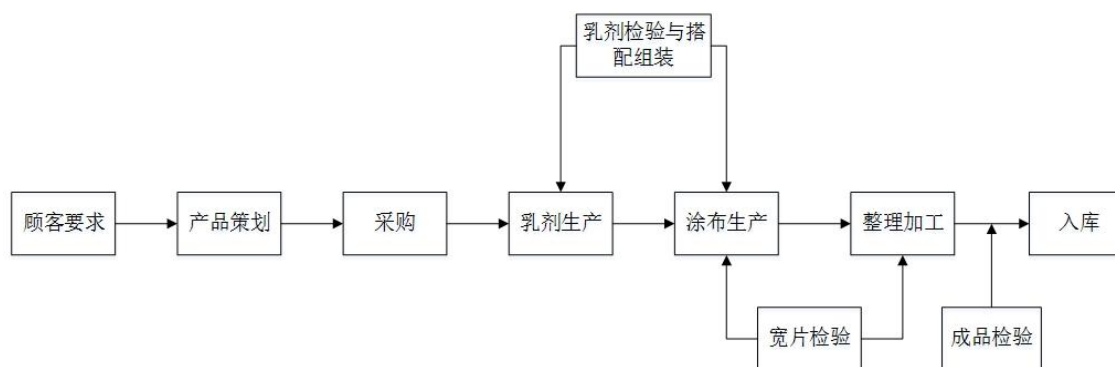 乳剂检验与搭
配组装
顾客要求
产品策划
采购
乳剂生产
涂布生产
整理加工
入库
宽片检验
成品检验